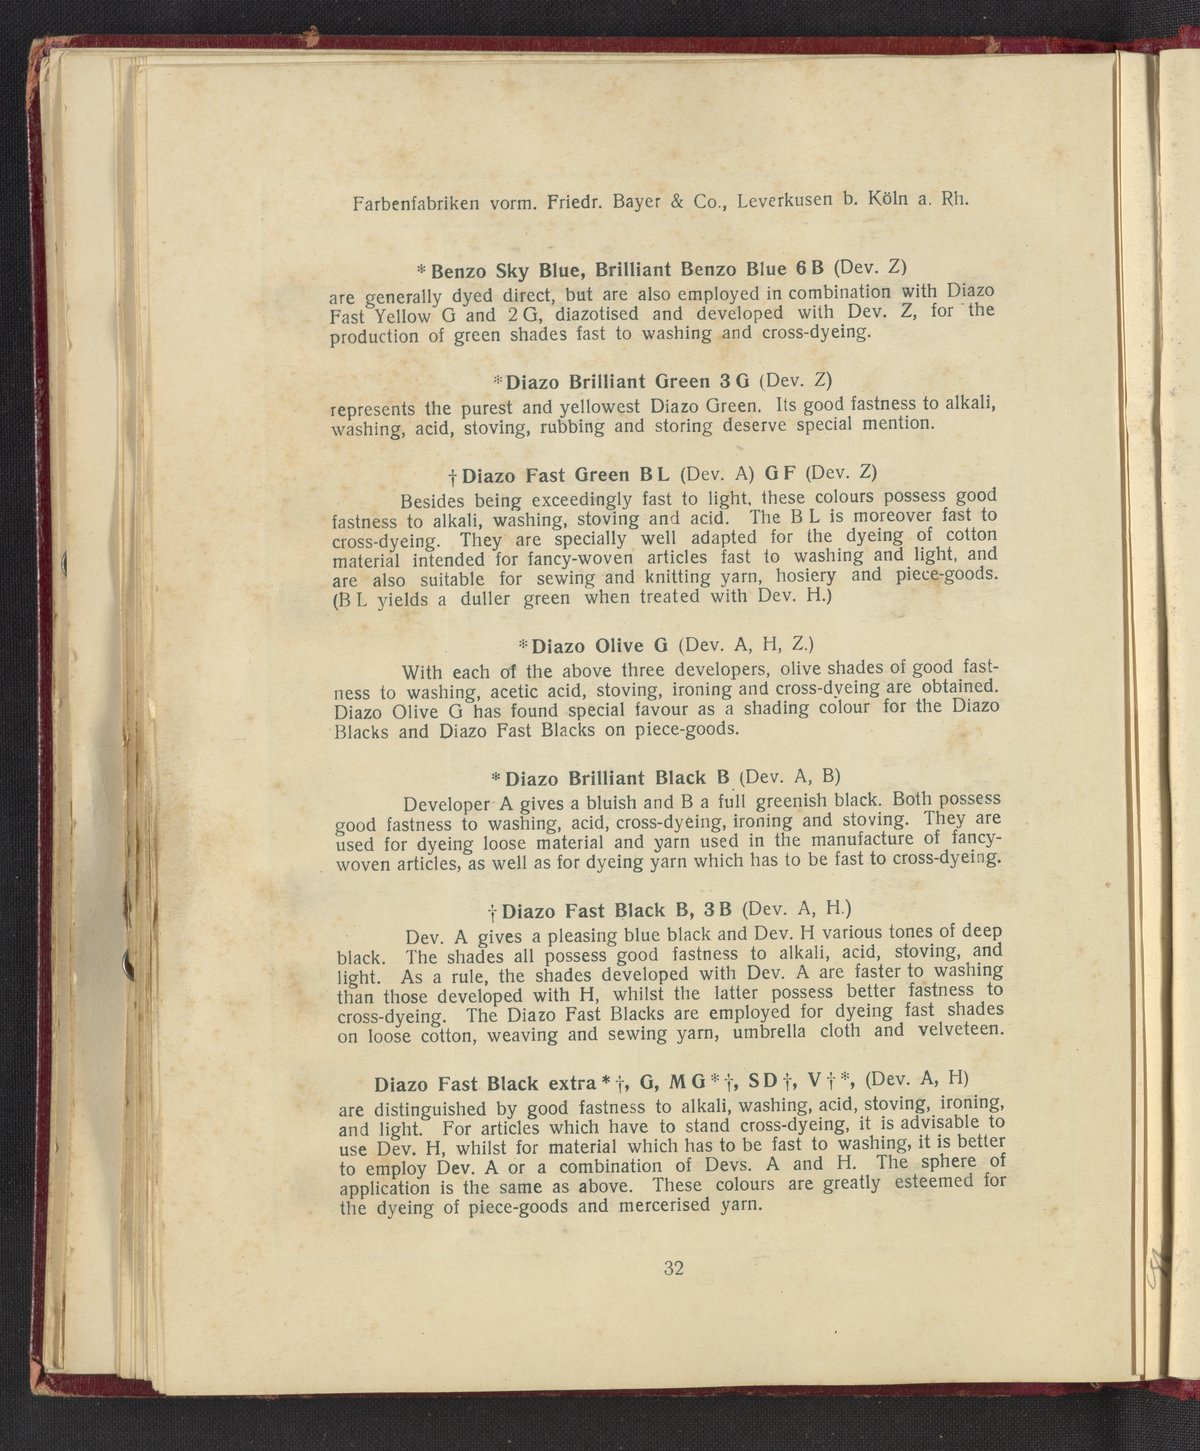 Farbenfabriken vorm. Friedr. Bayer & Co., Leverkusen b. Köln a. Rh.
* Benzo Sky Blue, Brilliant Benzo Blue 6 B (Dev. Z)
are generally dyed direct, but are also employed in combination with Diazo
Fast Yellow G and 2 G, diazotised and developed with Dev. Z, for the
production of green shades fast to washing and cross-dyeing.
* Diazo Brilliant Green 3 G (Dev. Z)
represents the purest and yellowest Diazo Green. Its good fastness to alkali,
washing, acid, stoving, rubbing and storing deserve special mention.
† Diazo Fast Green B L (Dev. A) G F (Dev. Z)
Besides being exceedingly fast to light, these colours possess good
fastness to alkali, washing, stoving and acid. The B L is moreover fast to
cross-dyeing. They are specially well adapted for the dyeing of cotton
material intended for fancy-woven articles fast to washing and light, and
are also suitable for sewing and knitting yarn, hosiery and piece-goods.
(B L yields a duller green when treated with Dev. H.)
* Diazo Olive G (Dev. A, H, Z.)
With each of the above three developers, olive shades of good fast-
ness to washing, acetic acid, stoving, ironing and cross-dyeing are obtained.
Diazo Olive G has found special favour as a shading colour for the Diazo
Blacks and Diazo Fast Blacks on piece-goods.
* Diazo Brilliant Black B (Dev. A, B)
Developer A gives a bluish and B a full greenish black. Both possess
good fastness to washing, acid, cross-dyeing, ironing and stoving. They are
used for dyeing loose material and yarn used in the manufacture of fancy-
woven articles, as well as for dyeing yarn which has to be fast to cross-dyeing.
† Diazo Fast Black B, 3 B (Dev. A, H.)
Dev. A gives a pleasing blue black and Dev. H various tones of deep
black. The shades all possess good fastness to alkali, acid, stoving, and
light. As a rule, the shades developed with Dev. A are faster to washing
than those developed with H, whilst the latter possess better fastness to
cross-dyeing. The Diazo Fast Blacks are employed for dyeing fast shades
on loose cotton, weaving and sewing yarn, umbrella cloth and velveteen.
Diazo Fast Black extra * †, G, M G * †, S D †, V † *, (Dev. A, H)
are distinguished by good fastness to alkali, washing, acid, stoving, ironing,
and light. For articles which have to stand cross-dyeing, it is advisable to
use Dev. H, whilst for material which has to be fast to washing, it is better
to employ Dev. A or a combination of Devs. A and H. The sphere of
application is the same as above. These colours are greatly esteemed for
the dyeing of piece-goods and mercerised yarn.
32